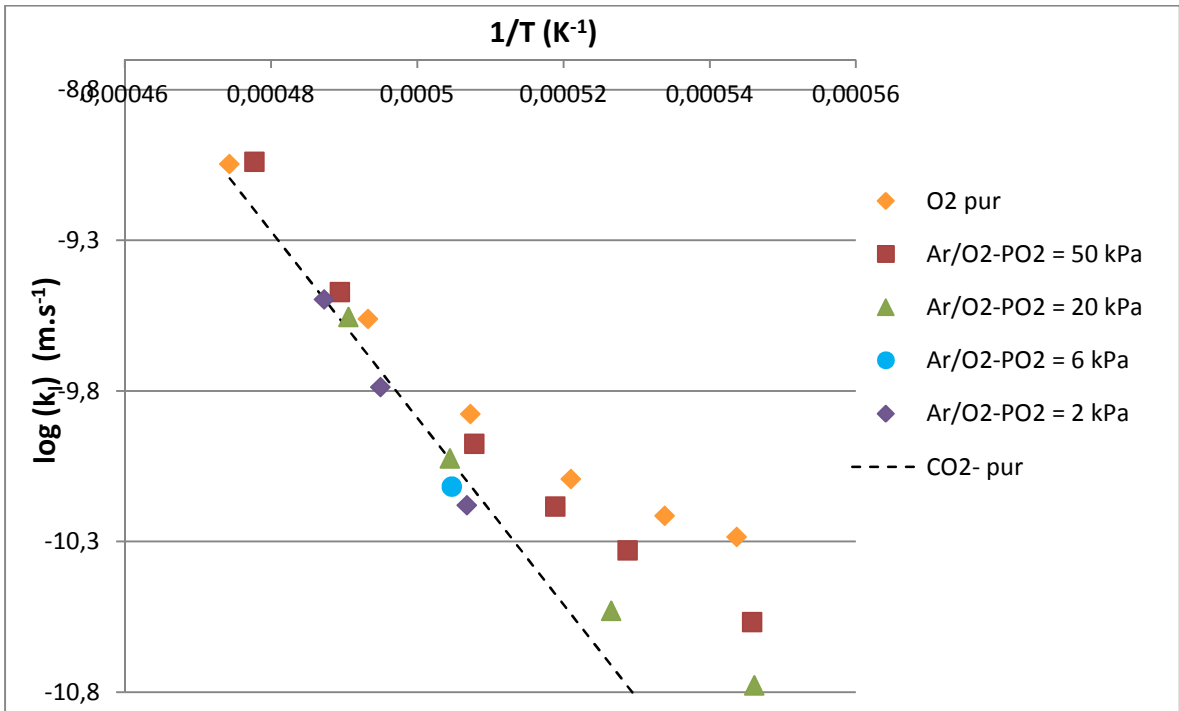 1/T (K⁻¹)
-8,8
0,00046 0,00048 0,0005 0,00052 0,00054 0,00056
-9,3
-9,8
-10,3
-10,8
log (kₗ) (m.s⁻¹)
O2 pur
Ar/O2-PO2 = 50 kPa
Ar/O2-PO2 = 20 kPa
Ar/O2-PO2 = 6 kPa
Ar/O2-PO2 = 2 kPa
CO2- pur